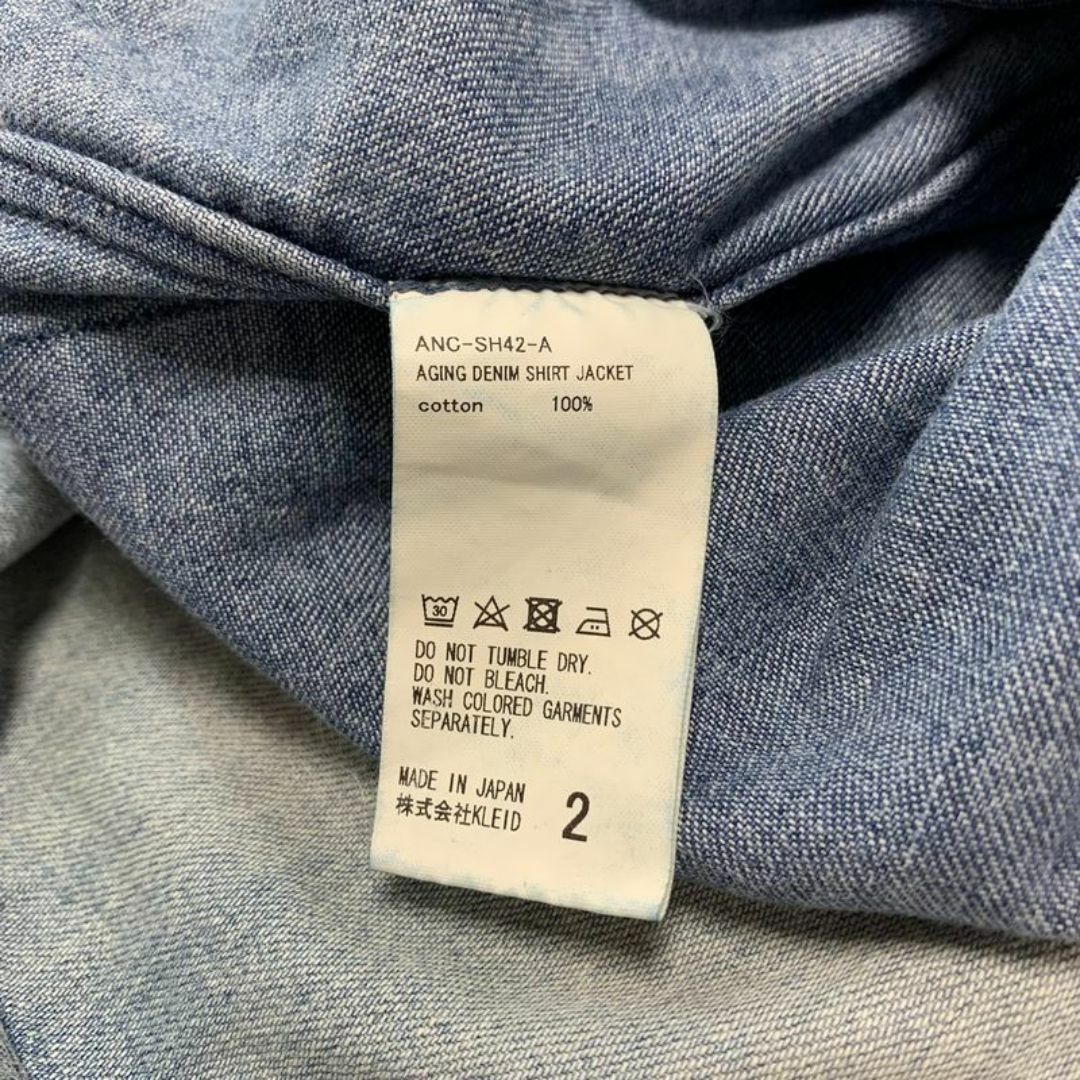 ANC-SH42-A
AGING DENIM SHIRT JACKET
cotton 100%
30
DO NOT TUMBLE DRY.
DO NOT BLEACH.
WASH COLORED GARMENTS
SEPARATELY.
MADE IN JAPAN
株式会社KLEID 2